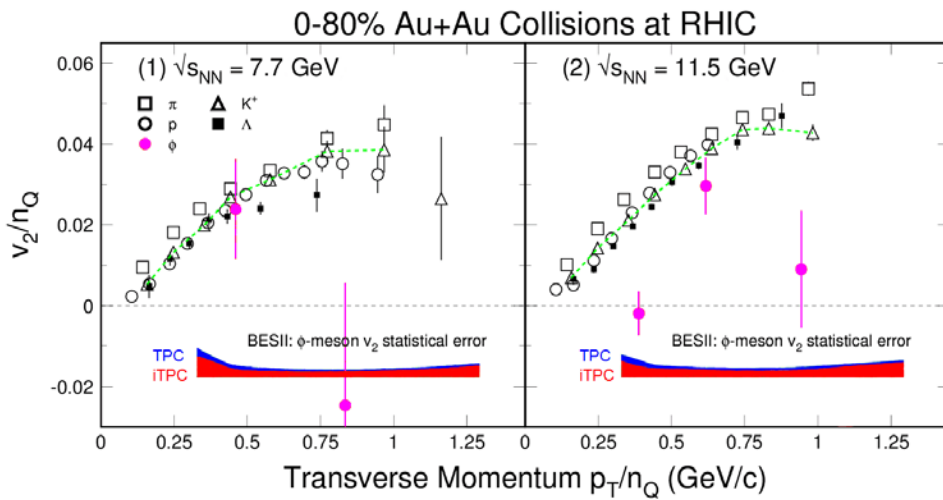 0-80% Au+Au Collisions at RHIC
(1) √sNN = 7.7 GeV
π K+
p Λ
ϕ
BESII: ϕ-meson v2 statistical error
TPC
iTPC
(2) √sNN = 11.5 GeV
BESII: ϕ-meson v2 statistical error
TPC
iTPC
v2/nQ
0.06
0.04
0.02
0
-0.02
0 0.25 0.5 0.75 1 1.25
0.25 0.5 0.75 1 1.25
Transverse Momentum pT/nQ (GeV/c)